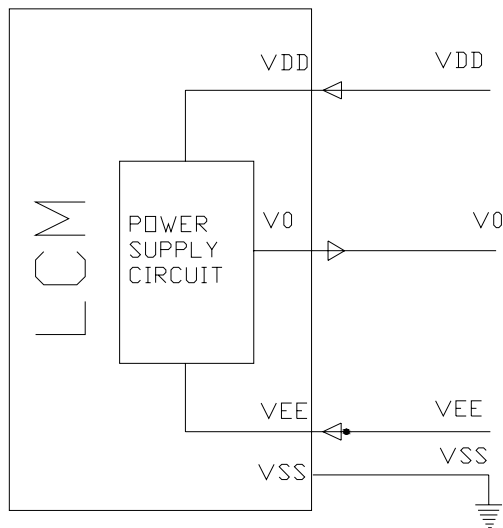 VDD VDD
LCM
POWER
SUPPLY
CIRCUIT
V0 V0
VEE VEE
VSS VSS